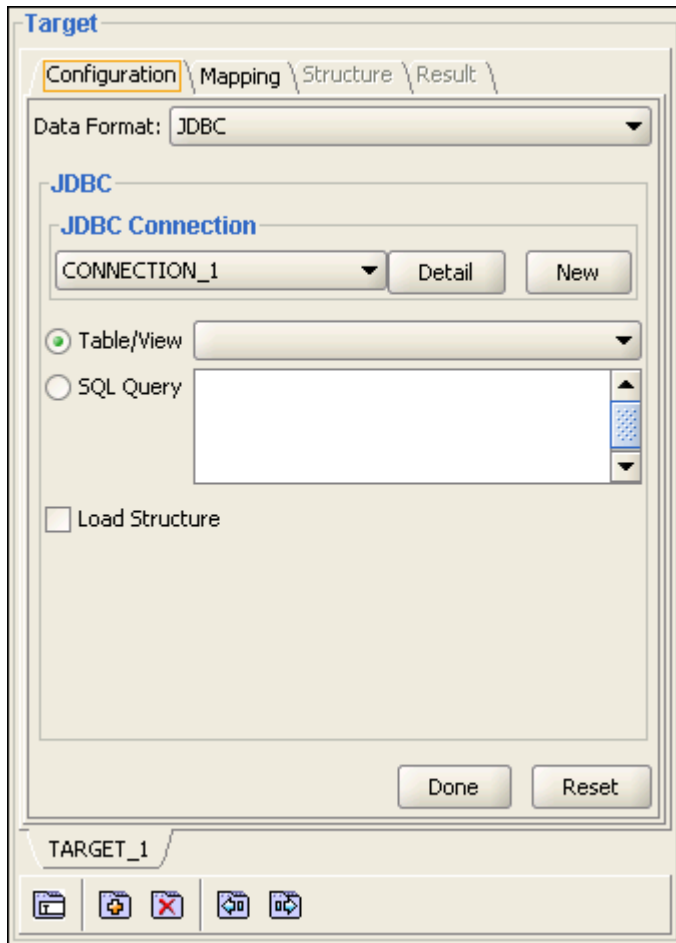 Target
Configuration Mapping Structure Result
Data Format: JDBC
JDBC
JDBC Connection
CONNECTION_1 Detail New
Table/View
SQL Query
Load Structure
Done Reset
TARGET_1